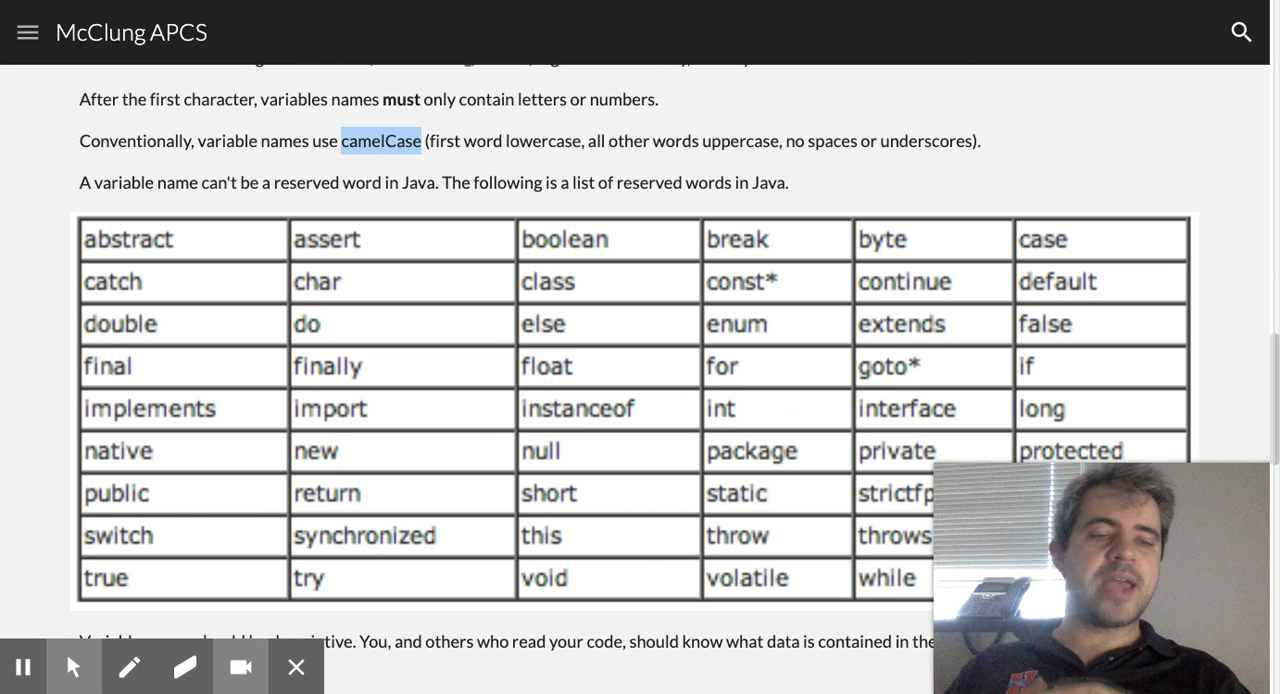 McClung APCS
After the first character, variables names must only contain letters or numbers.
Conventionally, variable names use camelCase (first word lowercase, all other words uppercase, no spaces or underscores).
A variable name can't be a reserved word in Java. The following is a list of reserved words in Java.
abstract assert boolean break byte case
catch char class const* continue default
double do else enum extends false
final finally float for goto* if
implements import instanceof int interface long
native new null package private protected
public return short static strictfp
switch synchronized this throw throws
true try void volatile while
You, and others who read your code, should know what data is contained in the